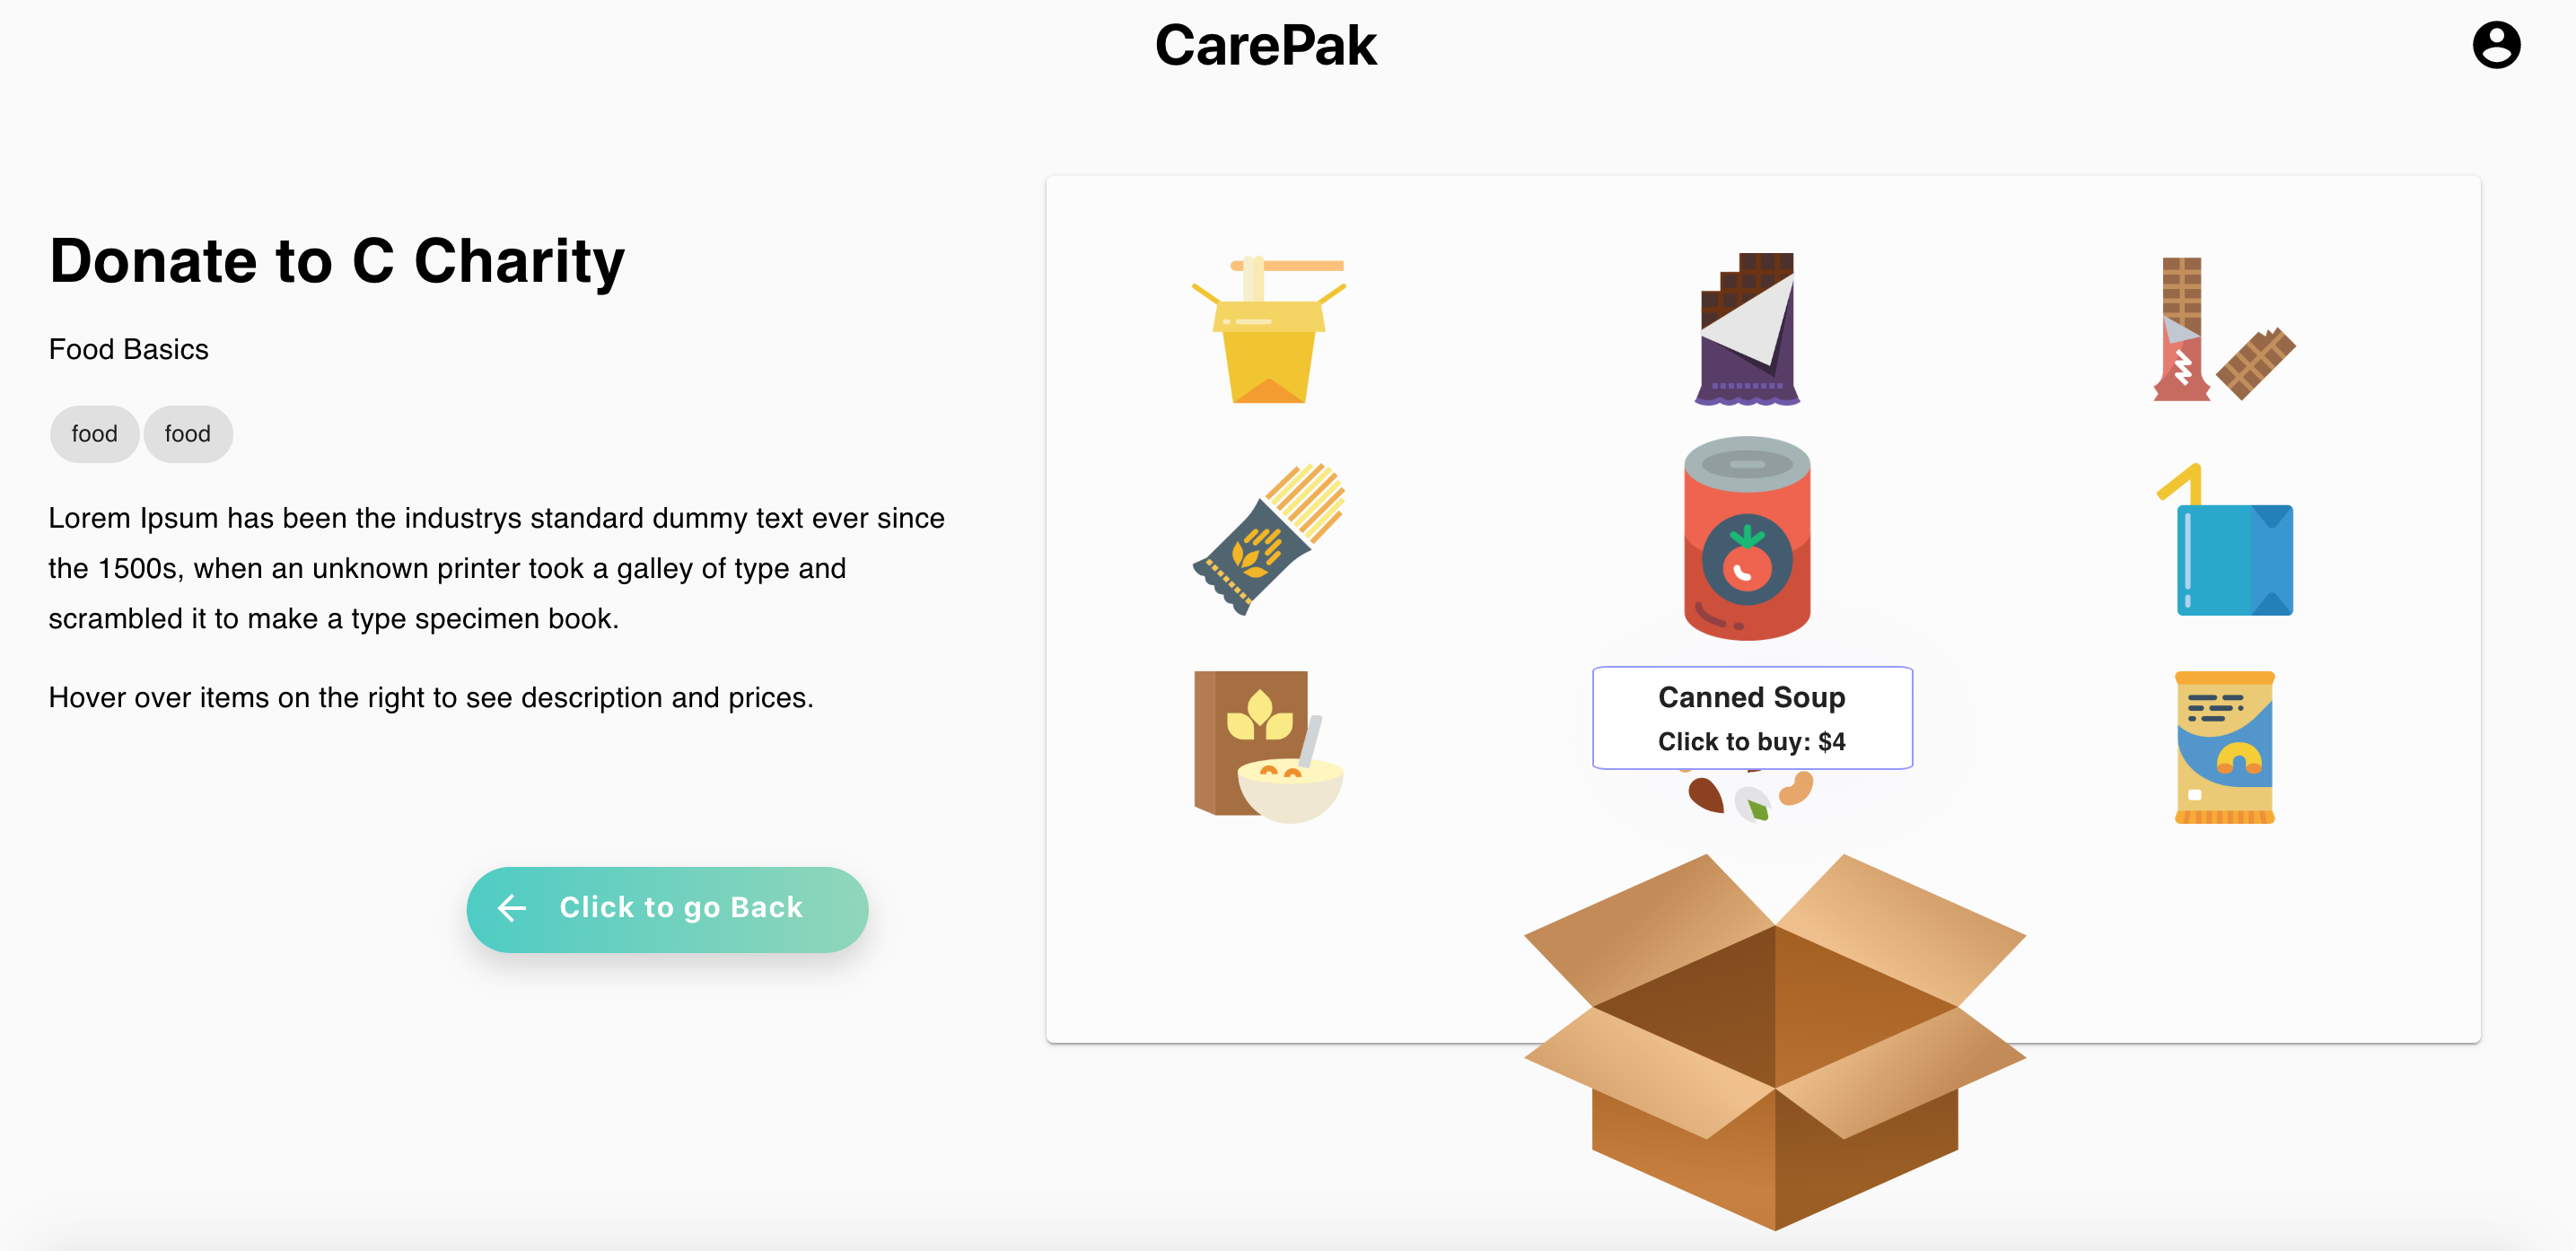 CarePak
Donate to C Charity
Food Basics
food food
Lorem Ipsum has been the industrys standard dummy text ever since
the 1500s, when an unknown printer took a galley of type and
scrambled it to make a type specimen book.
Hover over items on the right to see description and prices.
Click to go Back
Canned Soup
Click to buy: $4